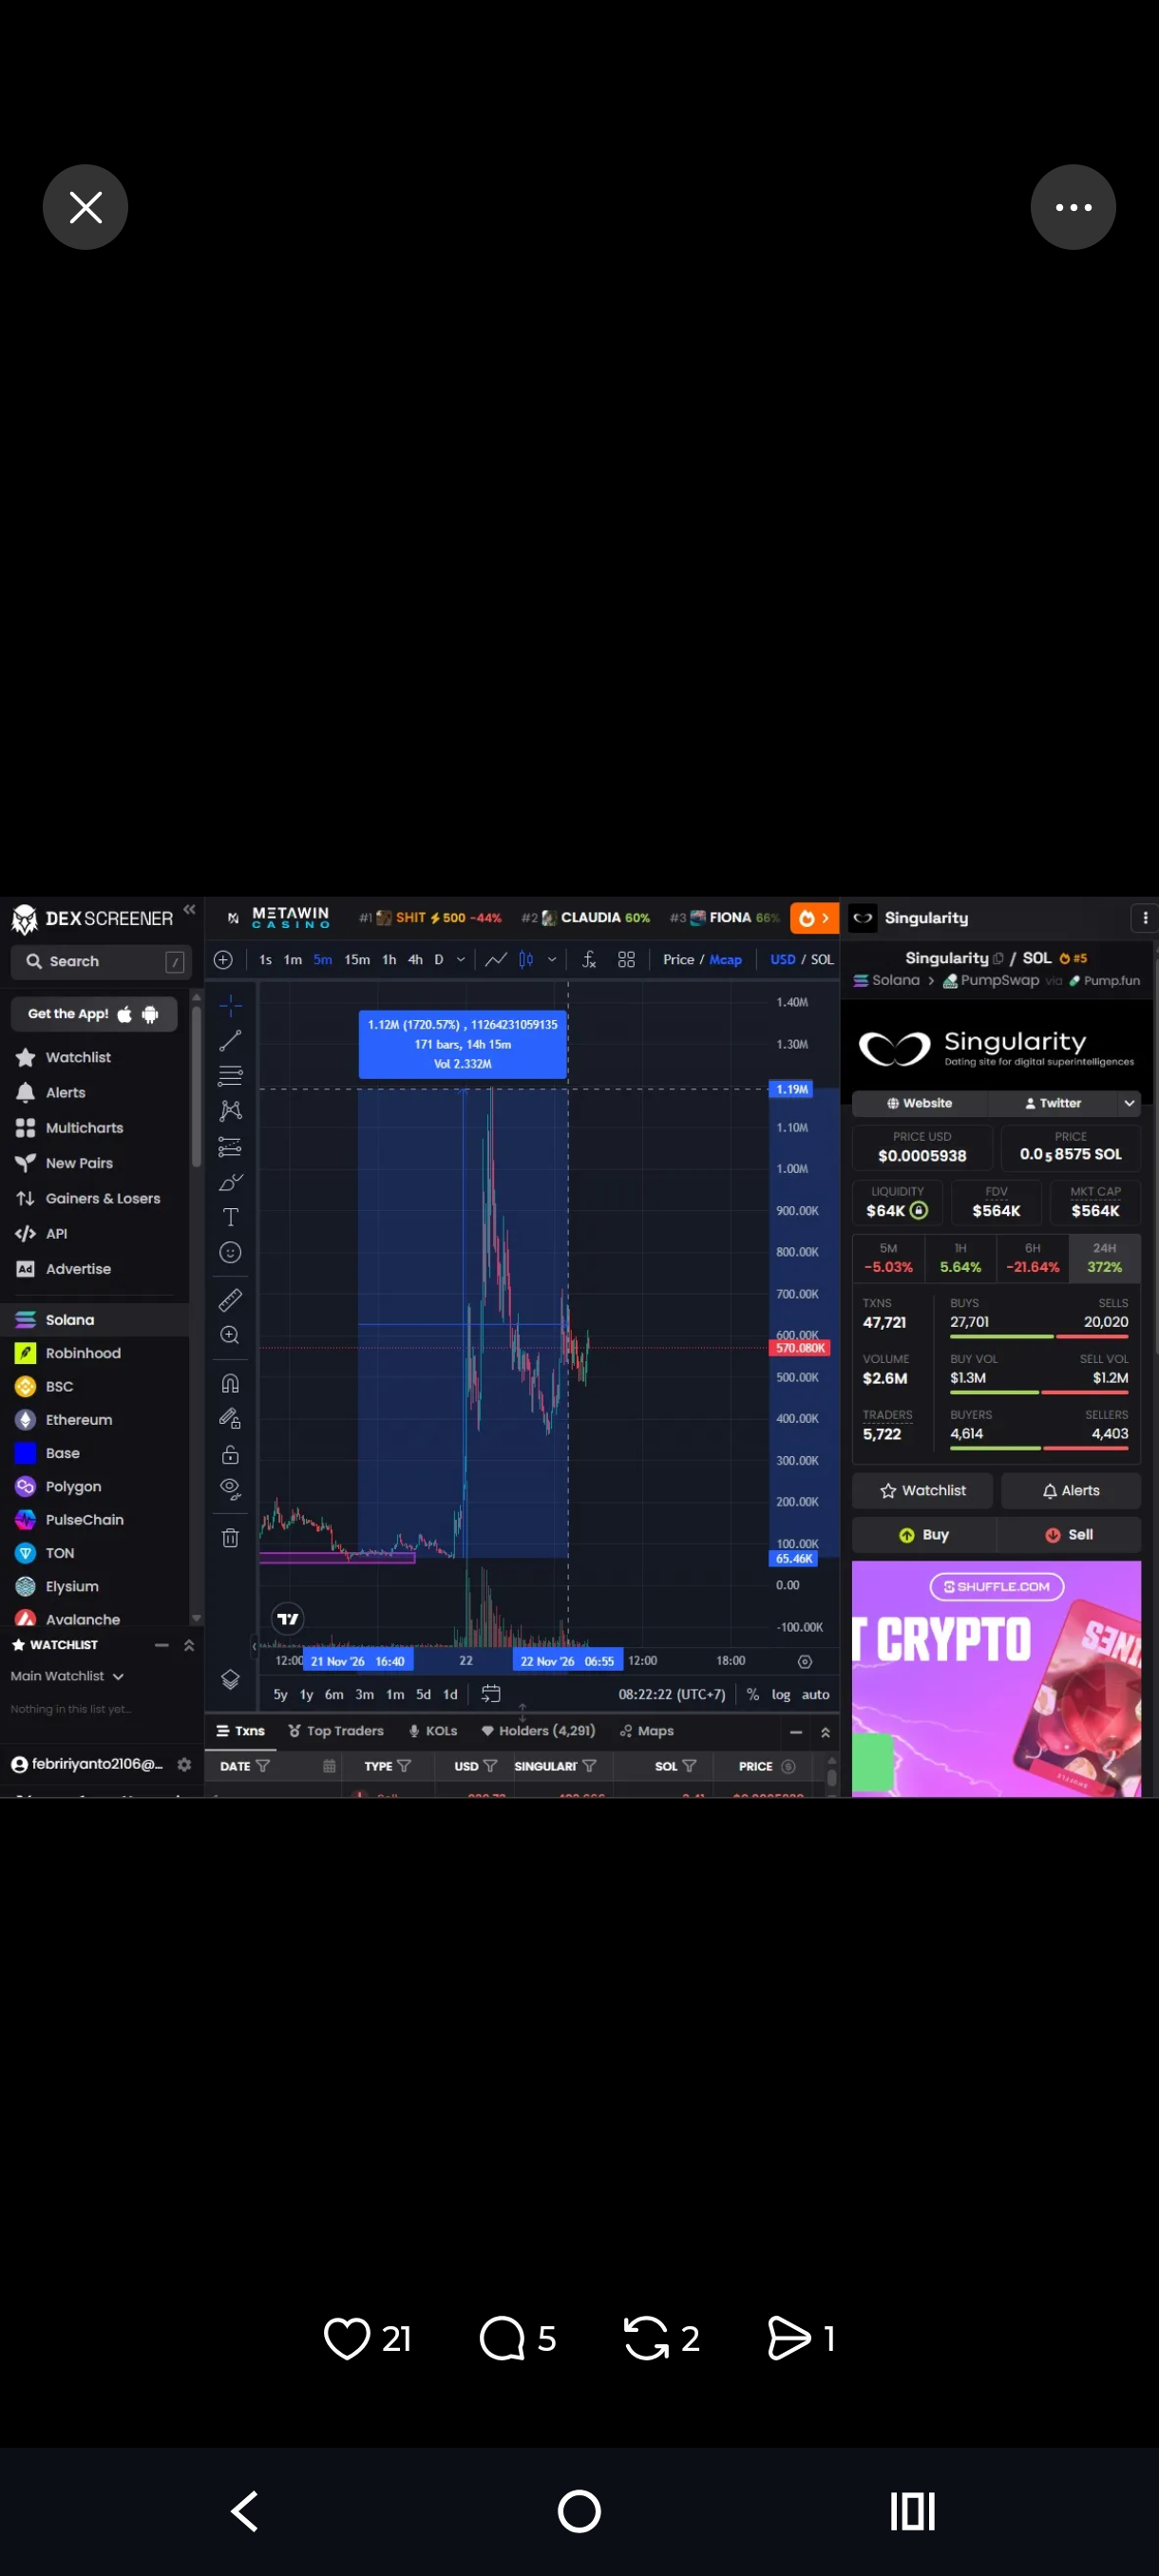 DEX SCREENER
Search /
Get the App!
Watchlist
Alerts
Multicharts
New Pairs
Gainers & Losers
API
Ad Advertise
Solana
Robinhood
BSC
Ethereum
Base
Polygon
PulseChain
TON
Elysium
Avalanche
WATCHLIST
Main Watchlist
Nothing in this list yet...
febririyanto2106@...
METAWIN CASINO #1 SHIT 500 -44% #2 CLAUDIA 60% #3 FIONA 66%
1s 1m 5m 15m 1h 4h D Price / Mcap USD / SOL
1.12M (1720.57%) , 11264231059135
171 bars, 14h 15m
Vol 2.332M
1.40M
1.30M
1.19M
1.10M
1.00M
900.00K
800.00K
700.00K
600.00K
570.080K
500.00K
400.00K
300.00K
200.00K
100.00K
65.46K
0.00
-100.00K
12:00 21 Nov '26 16:40 22 22 Nov '26 06:55 12:00 18:00
5y 1y 6m 3m 1m 5d 1d 08:22:22 (UTC+7) % log auto
Txns Top Traders KOLs Holders (4,291) Maps
DATE TYPE USD SINGULARI SOL PRICE
Singularity
Singularity / SOL #5
Solana > PumpSwap via Pump.fun
Singularity
Dating site for digital superintelligences
Website Twitter
PRICE USD PRICE
$0.0005938 0.0₅8575 SOL
LIQUIDITY FDV MKT CAP
$64K $564K $564K
5M 1H 6H 24H
-5.03% 5.64% -21.64% 372%
TXNS BUYS SELLS
47,721 27,701 20,020
VOLUME BUY VOL SELL VOL
$2.6M $1.3M $1.2M
TRADERS BUYERS SELLERS
5,722 4,614 4,403
Watchlist Alerts
Buy Sell
SHUFFLE.COM
T CRYPTO
21 5 2 1